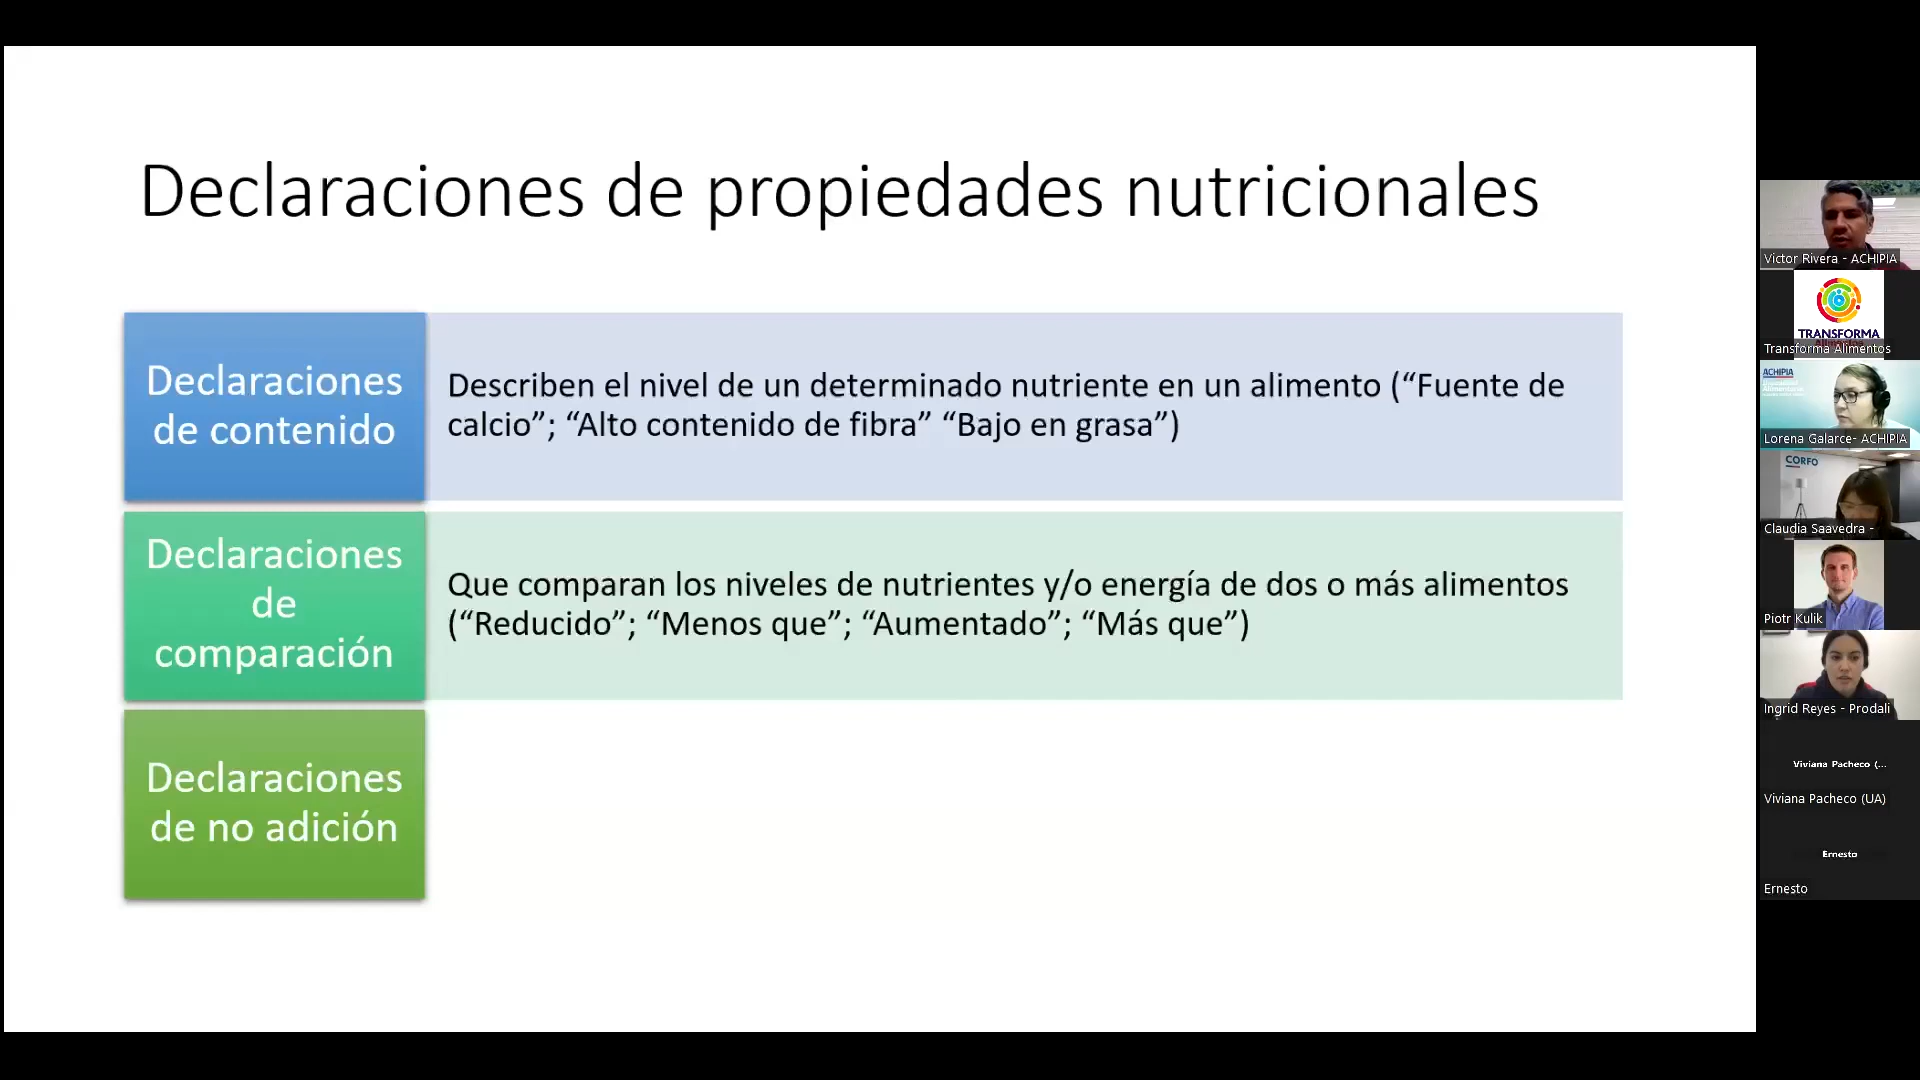 Declaraciones de propiedades nutricionales
Declaraciones
de contenido
Describen el nivel de un determinado nutriente en un alimento (“Fuente de
calcio”; “Alto contenido de fibra” “Bajo en grasa”)
Declaraciones
de
comparación
Que comparan los niveles de nutrientes y/o energía de dos o más alimentos
(“Reducido”; “Menos que”; “Aumentado”; “Más que”)
Declaraciones
de no adición
Victor Rivera - ACHIPIA
TRANSFORMA
Transforma Alimentos
ACHIPIA
Lorena Galarce- ACHIPIA
CORFO
Claudia Saavedra -
Piotr Kulik
Ingrid Reyes - Prodali
Viviana Pacheco (...
Viviana Pacheco (UA)
Ernesto
Ernesto